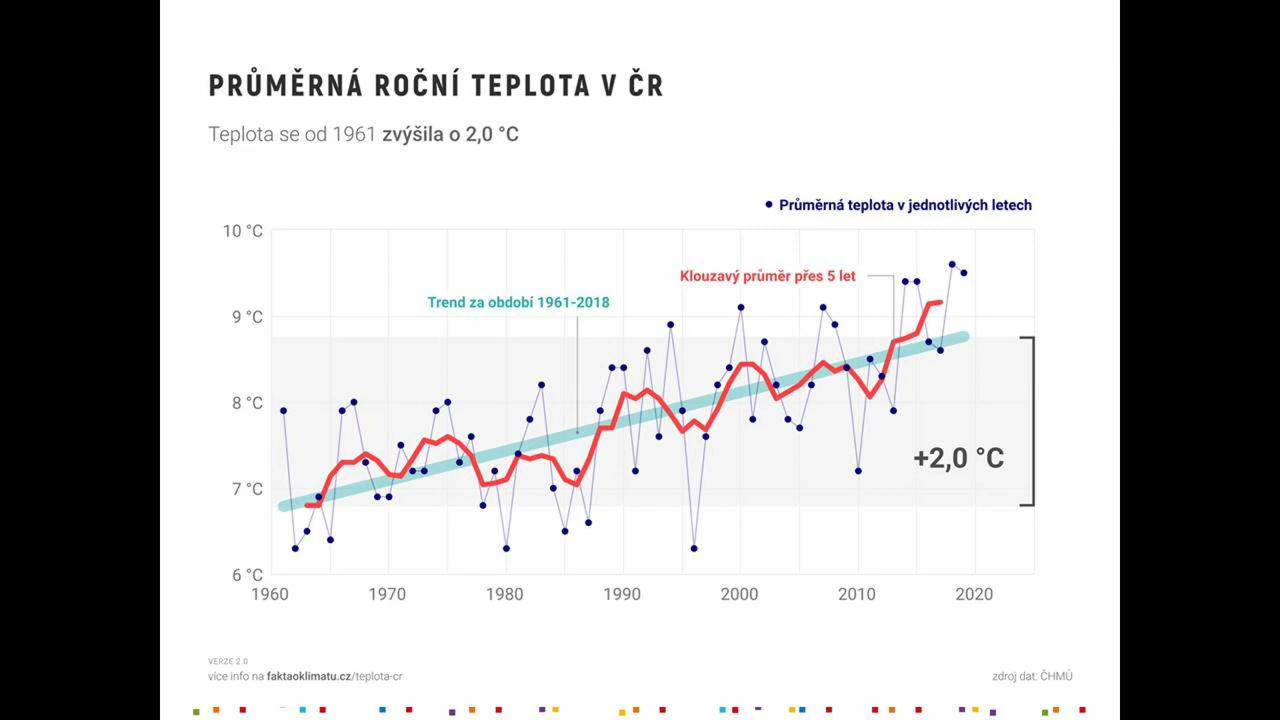 PRŮMĚRNÁ ROČNÍ TEPLOTA V ČR
Teplota se od 1961 zvýšila o 2,0 °C
Průměrná teplota v jednotlivých letech
10 °C
Klouzavý průměr přes 5 let
Trend za období 1961-2018
9 °C
8 °C
+2,0 °C
7 °C
6 °C
1960 1970 1980 1990 2000 2010 2020
VERZE 2.0
více info na faktaoklimatu.cz/teplota-cr
zdroj dat: ČHMÚ